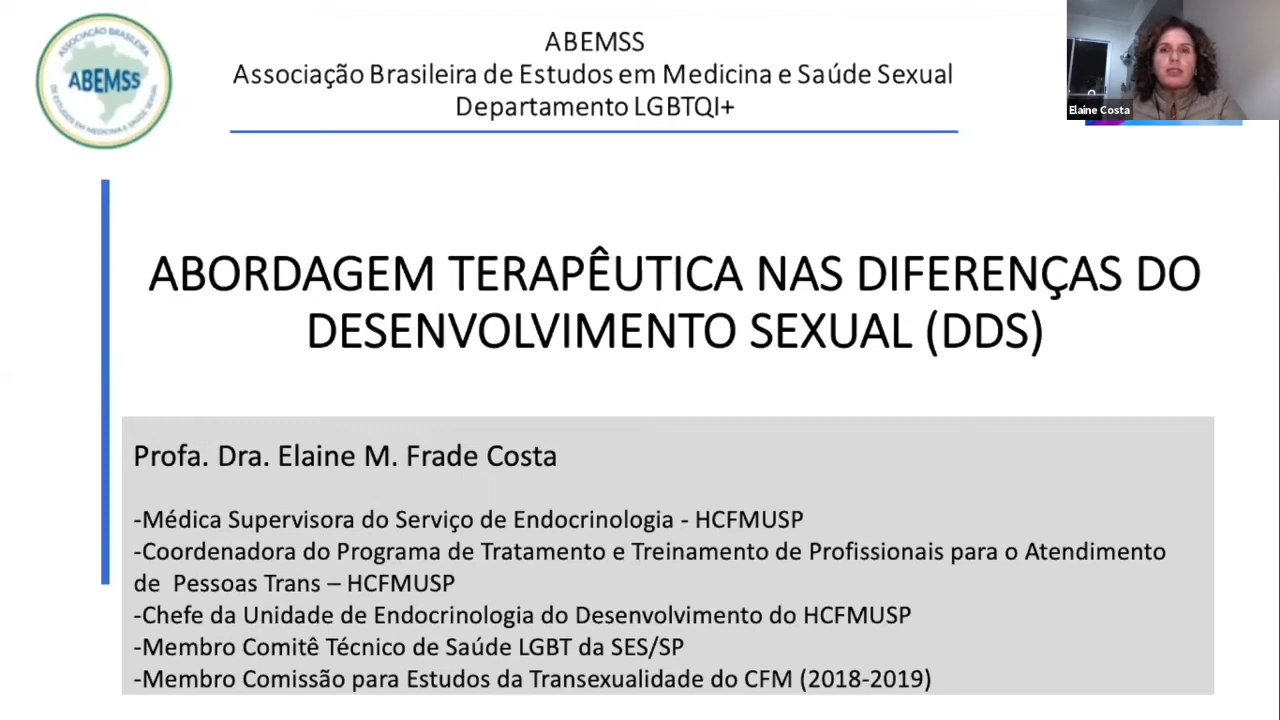 ABEMSS
Associação Brasileira de Estudos em Medicina e Saúde Sexual
Departamento LGBTQI+
ASSOCIAÇÃO BRASILEIRA
ABEMSS
DE ESTUDOS EM MEDICINA E SAÚDE SEXUAL
Elaine Costa
ABORDAGEM TERAPÊUTICA NAS DIFERENÇAS DO
DESENVOLVIMENTO SEXUAL (DDS)
Profa. Dra. Elaine M. Frade Costa
-Médica Supervisora do Serviço de Endocrinologia - HCFMUSP
-Coordenadora do Programa de Tratamento e Treinamento de Profissionais para o Atendimento
de Pessoas Trans – HCFMUSP
-Chefe da Unidade de Endocrinologia do Desenvolvimento do HCFMUSP
-Membro Comitê Técnico de Saúde LGBT da SES/SP
-Membro Comissão para Estudos da Transexualidade do CFM (2018-2019)